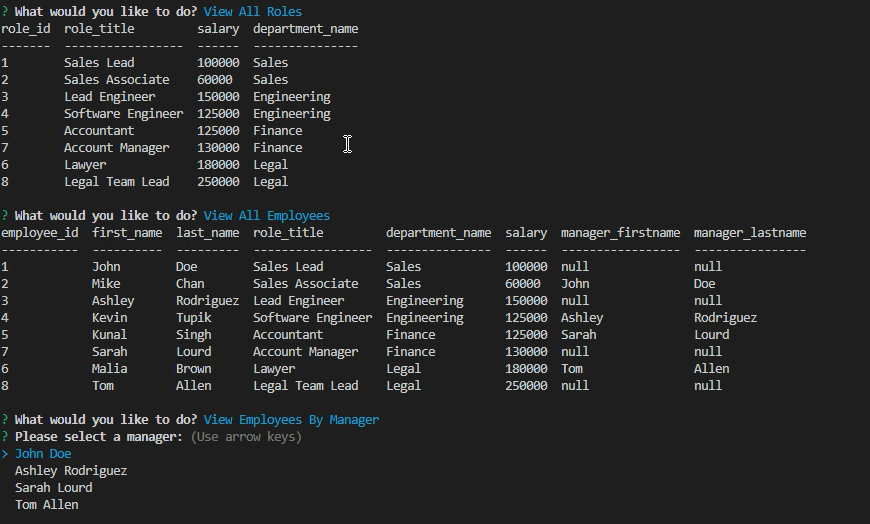 ? What would you like to do? View All Roles
role_id  role_title         salary  department_name
-------  -----------------  ------  ---------------
1        Sales Lead         100000  Sales
2        Sales Associate    60000   Sales
3        Lead Engineer      150000  Engineering
4        Software Engineer  125000  Engineering
5        Accountant         125000  Finance
7        Account Manager    130000  Finance
6        Lawyer             180000  Legal
8        Legal Team Lead    250000  Legal
? What would you like to do? View All Employees
employee_id  first_name  last_name  role_title         department_name  salary  manager_firstname  manager_lastname
-----------  ----------  ---------  -----------------  ---------------  ------  -----------------  ----------------
1            John        Doe        Sales Lead         Sales            100000  null               null
2            Mike        Chan       Sales Associate    Sales            60000   John               Doe
3            Ashley      Rodriguez  Lead Engineer      Engineering      150000  null               null
4            Kevin       Tupik      Software Engineer  Engineering      125000  Ashley             Rodriguez
5            Kunal       Singh      Accountant         Finance          125000  Sarah              Lourd
7            Sarah       Lourd      Account Manager    Finance          130000  null               null
6            Malia       Brown      Lawyer             Legal            180000  Tom                Allen
8            Tom         Allen      Legal Team Lead    Legal            250000  null               null
? What would you like to do? View Employees By Manager
? Please select a manager: (Use arrow keys)
> John Doe
  Ashley Rodriguez
  Sarah Lourd
  Tom Allen